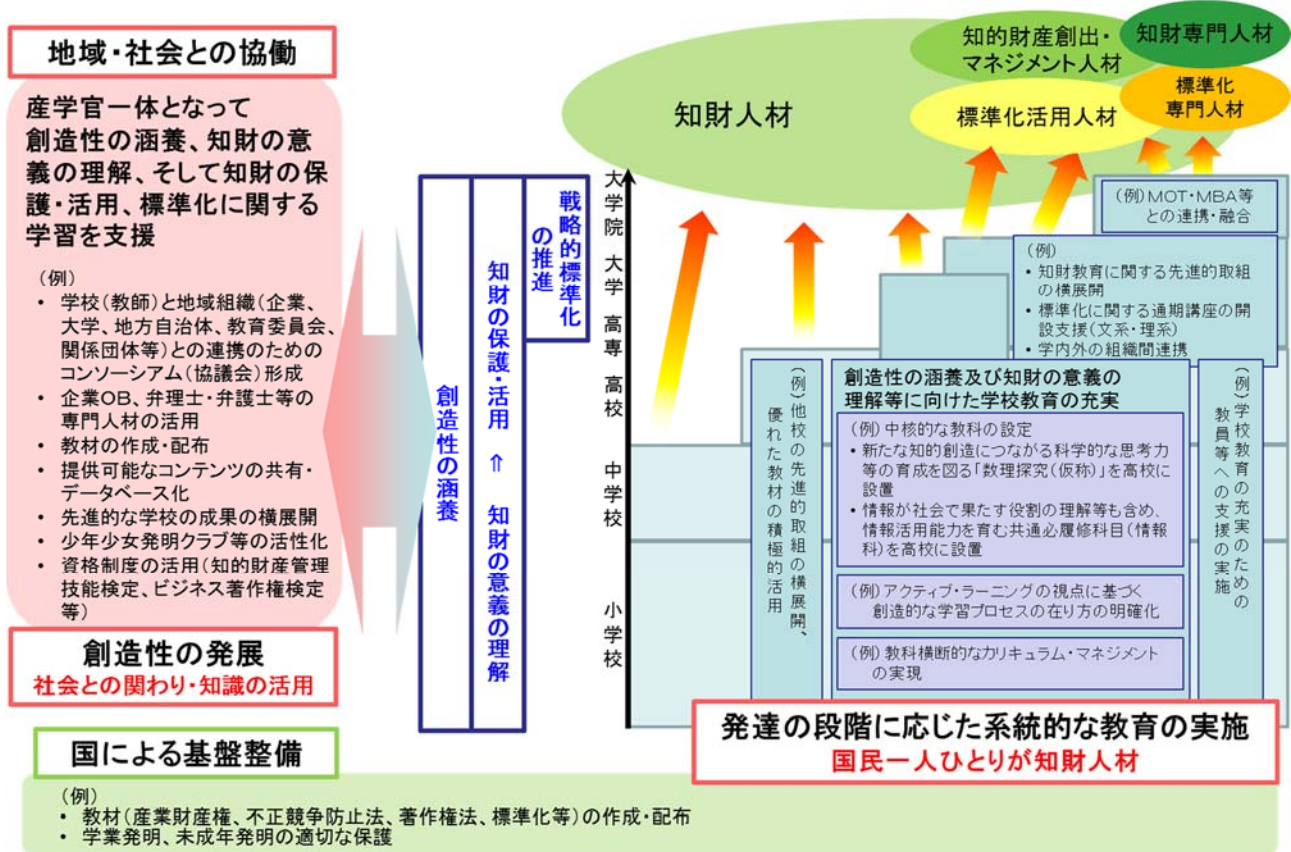 地域・社会との協働
産学官一体となって
創造性の涵養、知財の意
義の理解、そして知財の保
護・活用、標準化に関する
学習を支援
（例）
• 学校（教師）と地域組織（企業、
大学、地方自治体、教育委員会、
関係団体等）との連携のための
コンソーシアム（協議会）形成
• 企業ＯＢ、弁理士・弁護士等の
専門人材の活用
• 教材の作成・配布
• 提供可能なコンテンツの共有・
データベース化
• 先進的な学校の成果の横展開
• 少年少女発明クラブ等の活性化
• 資格制度の活用（知的財産管理
技能検定、ビジネス著作権検定
等）
創造性の発展
社会との関わり・知識の活用
創造性の涵養
知財の保護・活用
⇑
知財の意義の理解
戦略的標準化
の推進
大学院
大学
高専
高校
中学校
小学校
知財人材
知的財産創出・
マネジメント人材
知財専門人材
標準化活用人材
標準化
専門人材
（例）MOT・MBA等
との連携・融合
（例）
• 知財教育に関する先進的取組
の横展開
• 標準化に関する通期講座の開
設支援（文系・理系）
• 学内外の組織間連携
（例）他校の先進的取組の横展開、
優れた教材の積極的活用
創造性の涵養及び知財の意義の
理解等に向けた学校教育の充実
（例）中核的な教科の設定
• 新たな知的創造につながる科学的な思考力
等の育成を図る「数理探究（仮称）」を高校に
設置
• 情報が社会で果たす役割の理解等も含め、
情報活用能力を育む共通必履修科目（情報
科）を高校に設置
（例）アクティブ・ラーニングの視点に基づく
創造的な学習プロセスの在り方の明確化
（例）教科横断的なカリキュラム・マネジメント
の実現
（例）学校教育の充実のための
教員等への支援の実施
発達の段階に応じた系統的な教育の実施
国民一人ひとりが知財人材
国による基盤整備
（例）
• 教材（産業財産権、不正競争防止法、著作権法、標準化等）の作成・配布
• 学業発明、未成年発明の適切な保護